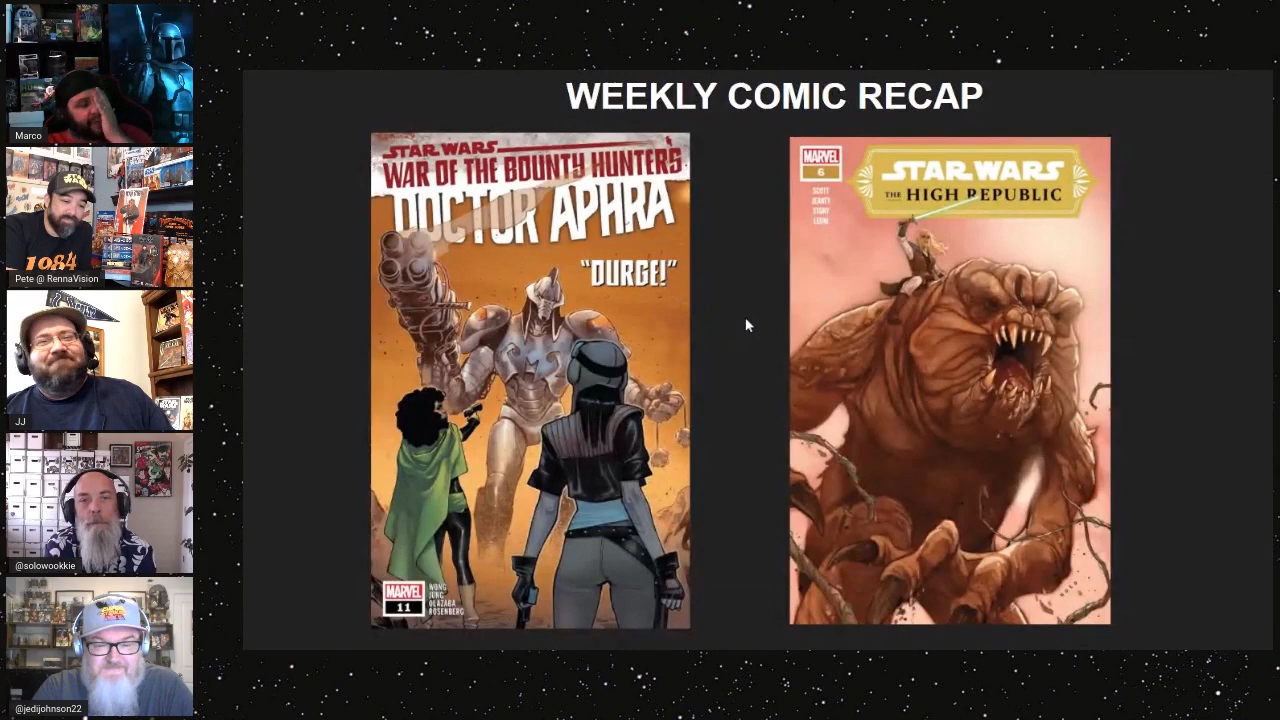 WEEKLY COMIC RECAP
STAR WARS
WAR OF THE BOUNTY HUNTERS
DOCTOR APHRA
"DURGE!"
MARVEL
11
WONG
JUNG
OLAZABA
ROSENBERG
MARVEL
6
SCOTT
JEANTY
STORY
LEONI
STAR WARS
THE HIGH REPUBLIC
Marco
1984
Pete @ RennaVision
JJ
@solowookkie
@jedijohnson22